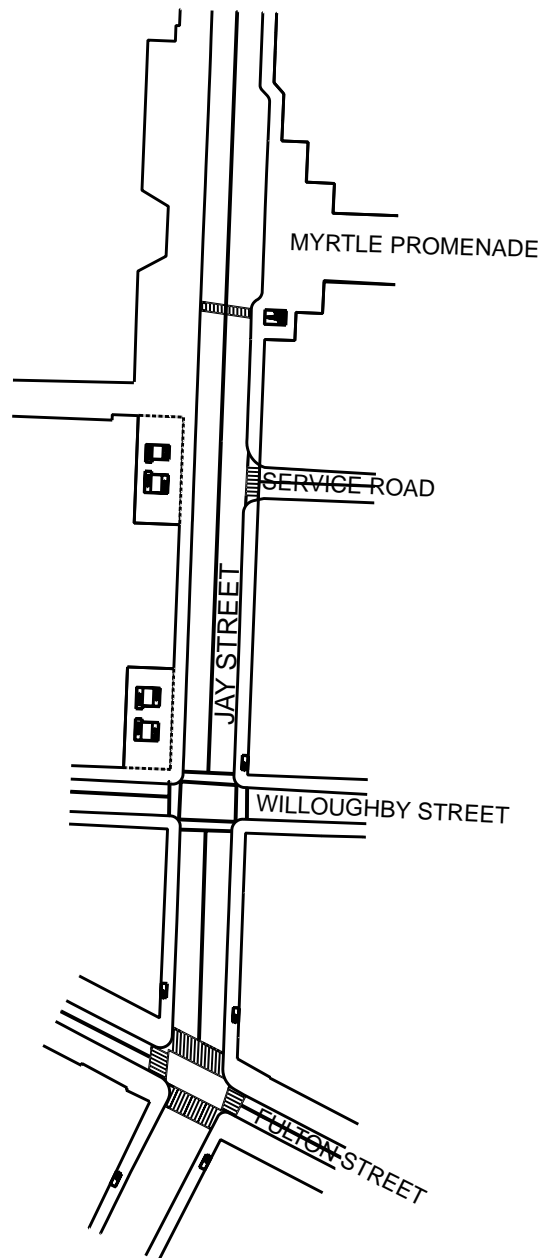 MYRTLE PROMENADE
SERVICE ROAD
JAY STREET
WILLOUGHBY STREET
FULTON STREET